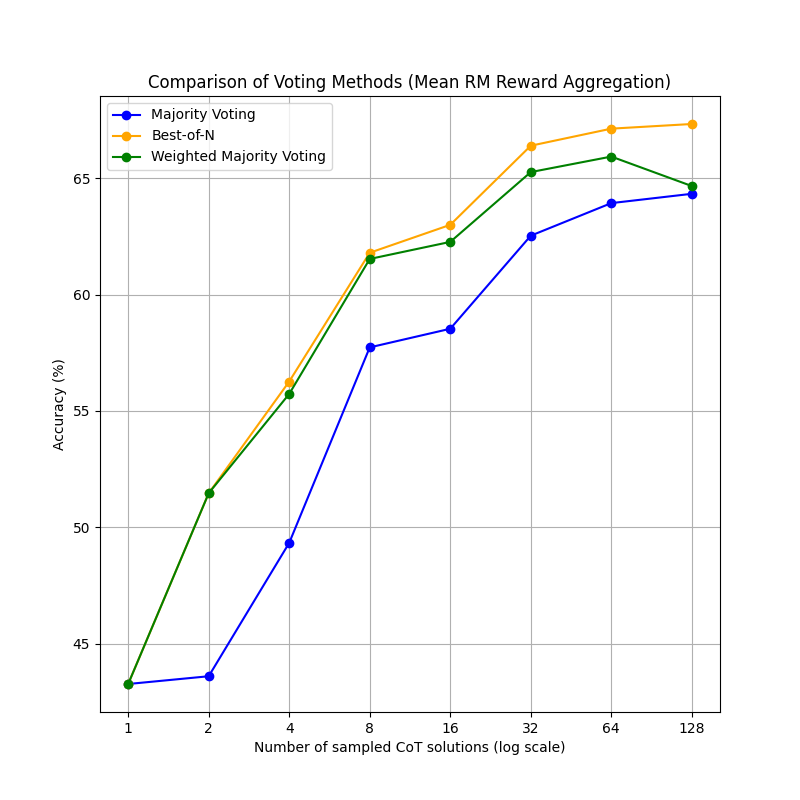 Comparison of Voting Methods (Mean RM Reward Aggregation)
Majority Voting
Best-of-N
Weighted Majority Voting
Accuracy (%)
65
60
55
50
45
1 2 4 8 16 32 64 128
Number of sampled CoT solutions (log scale)